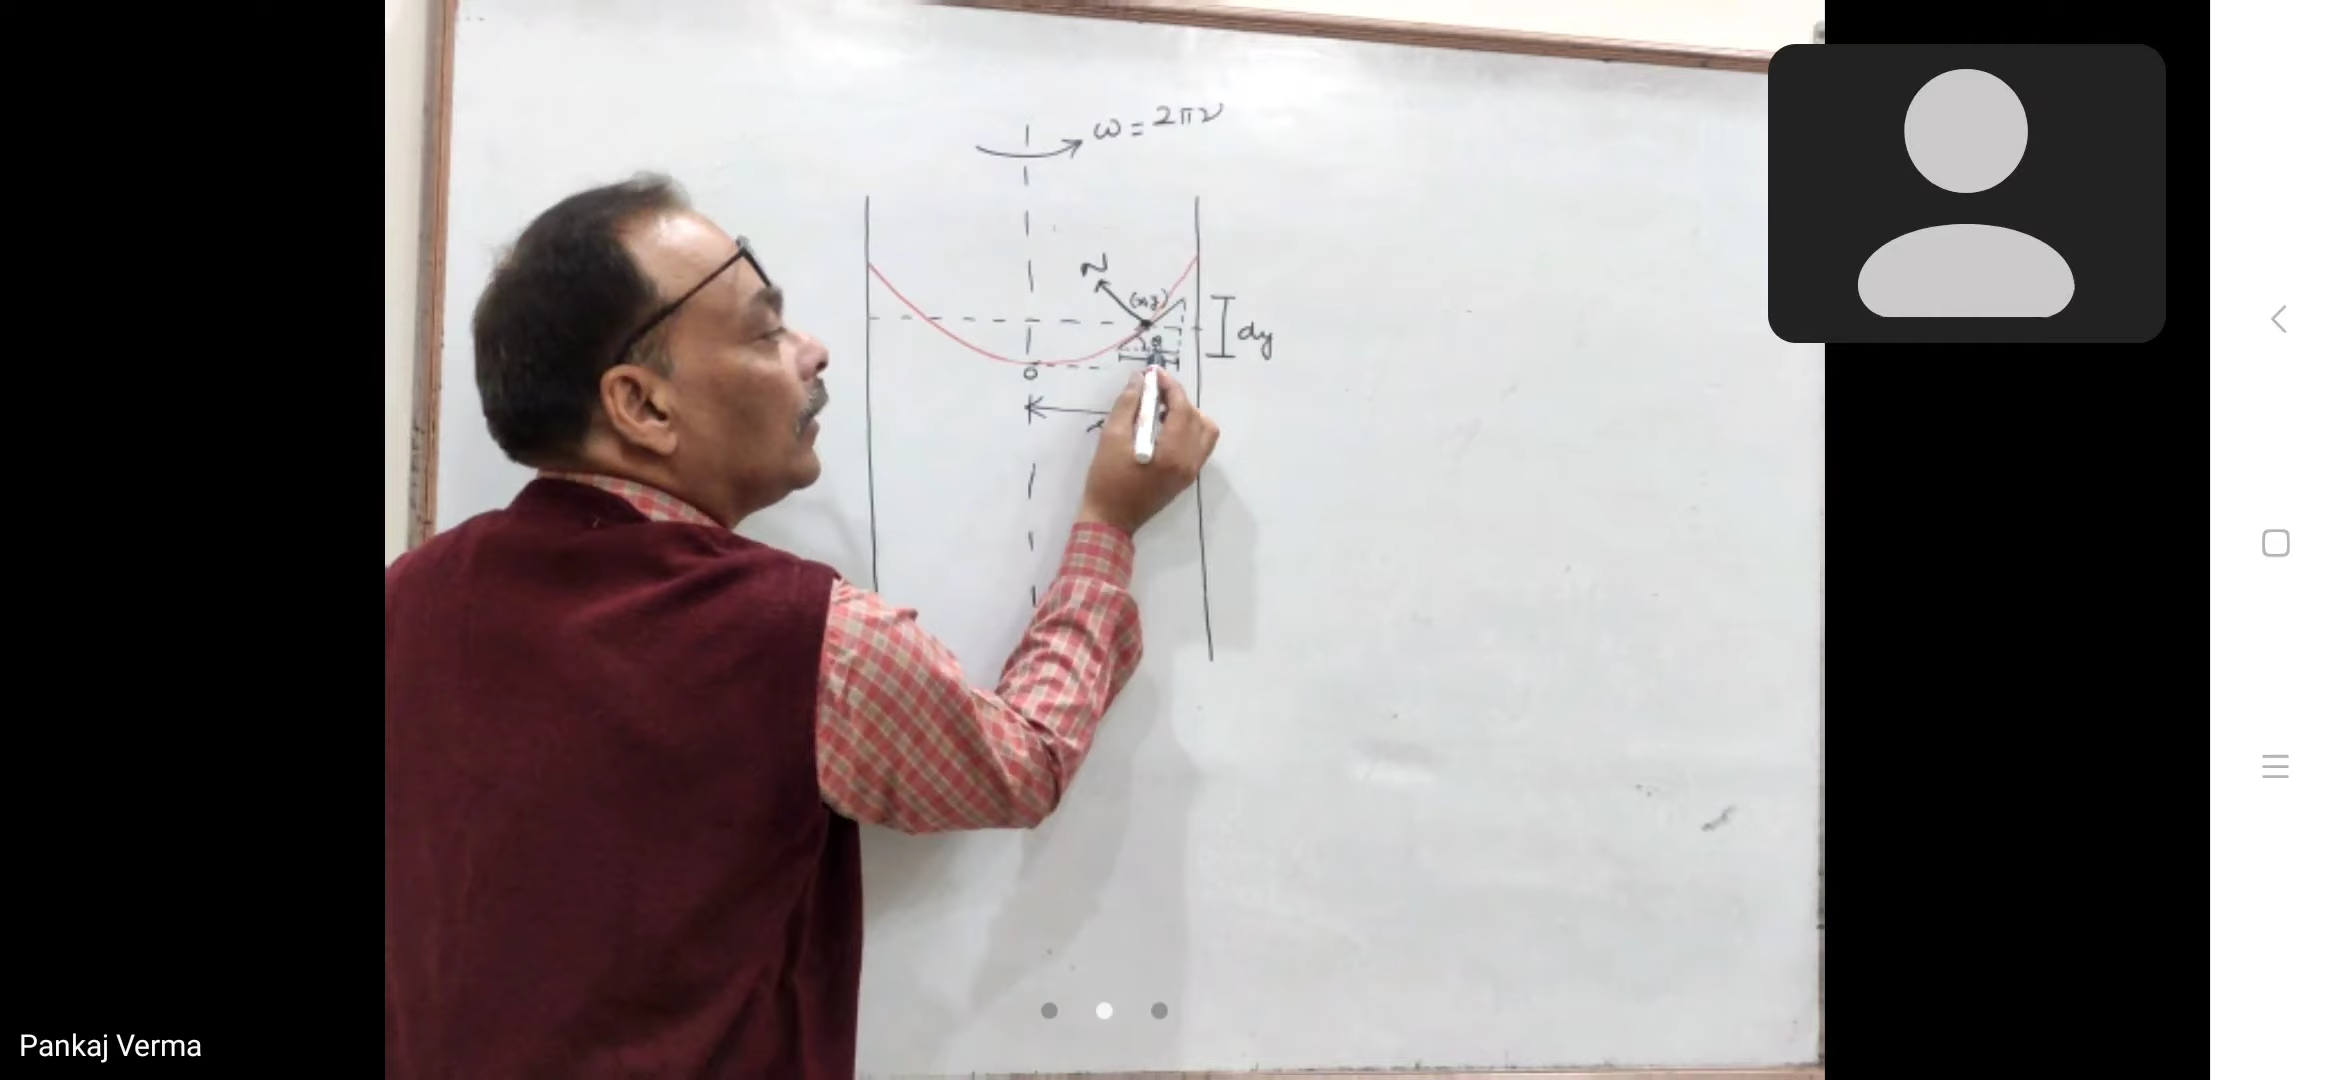 ω = 2πν
N
(x,y)
dy
θ
O
x
Pankaj Verma